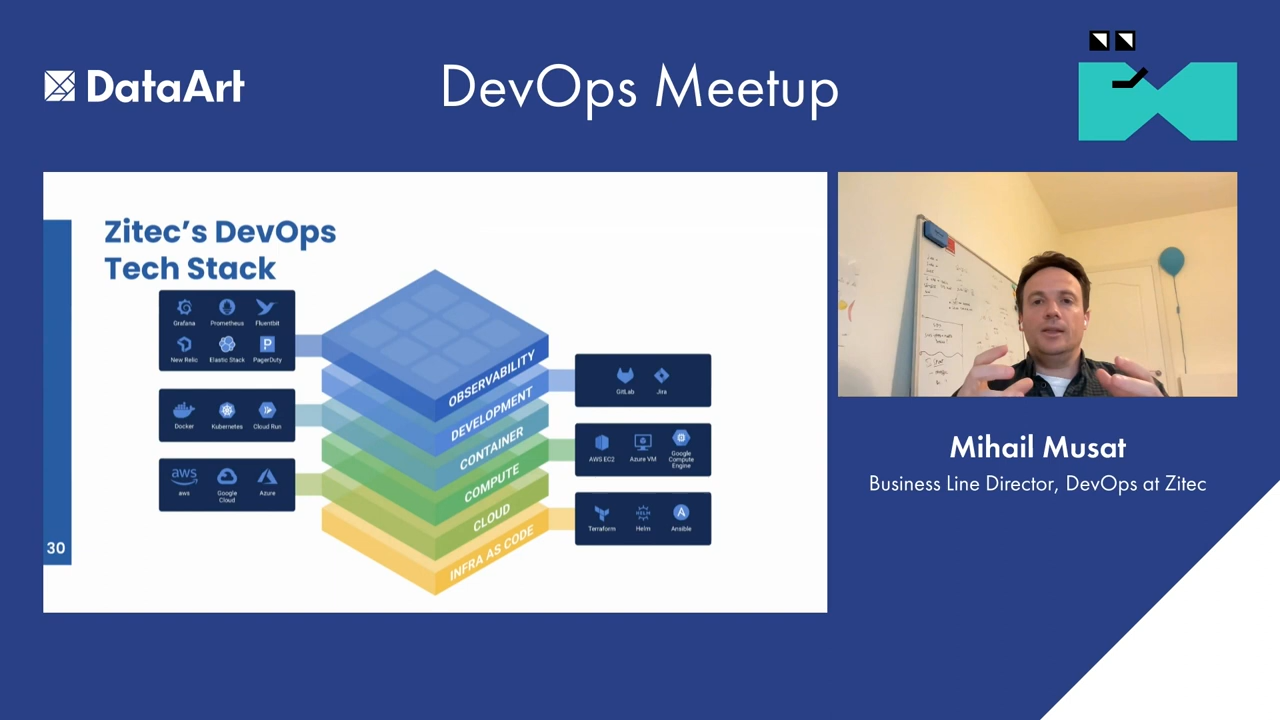 DataArt
DevOps Meetup
Zitec's DevOps
Tech Stack
Grafana
Prometheus
Fluentbit
New Relic
Elastic Stack
PagerDuty
Docker
Kubernetes
Cloud Run
aws
aws
Google
Cloud
Azure
OBSERVABILITY
DEVELOPMENT
CONTAINER
COMPUTE
CLOUD
INFRA AS CODE
GitLab
Jira
AWS EC2
Azure VM
Google
Compute
Engine
Terraform
HELM
Helm
Ansible
30
Mihail Musat
Business Line Director, DevOps at Zitec